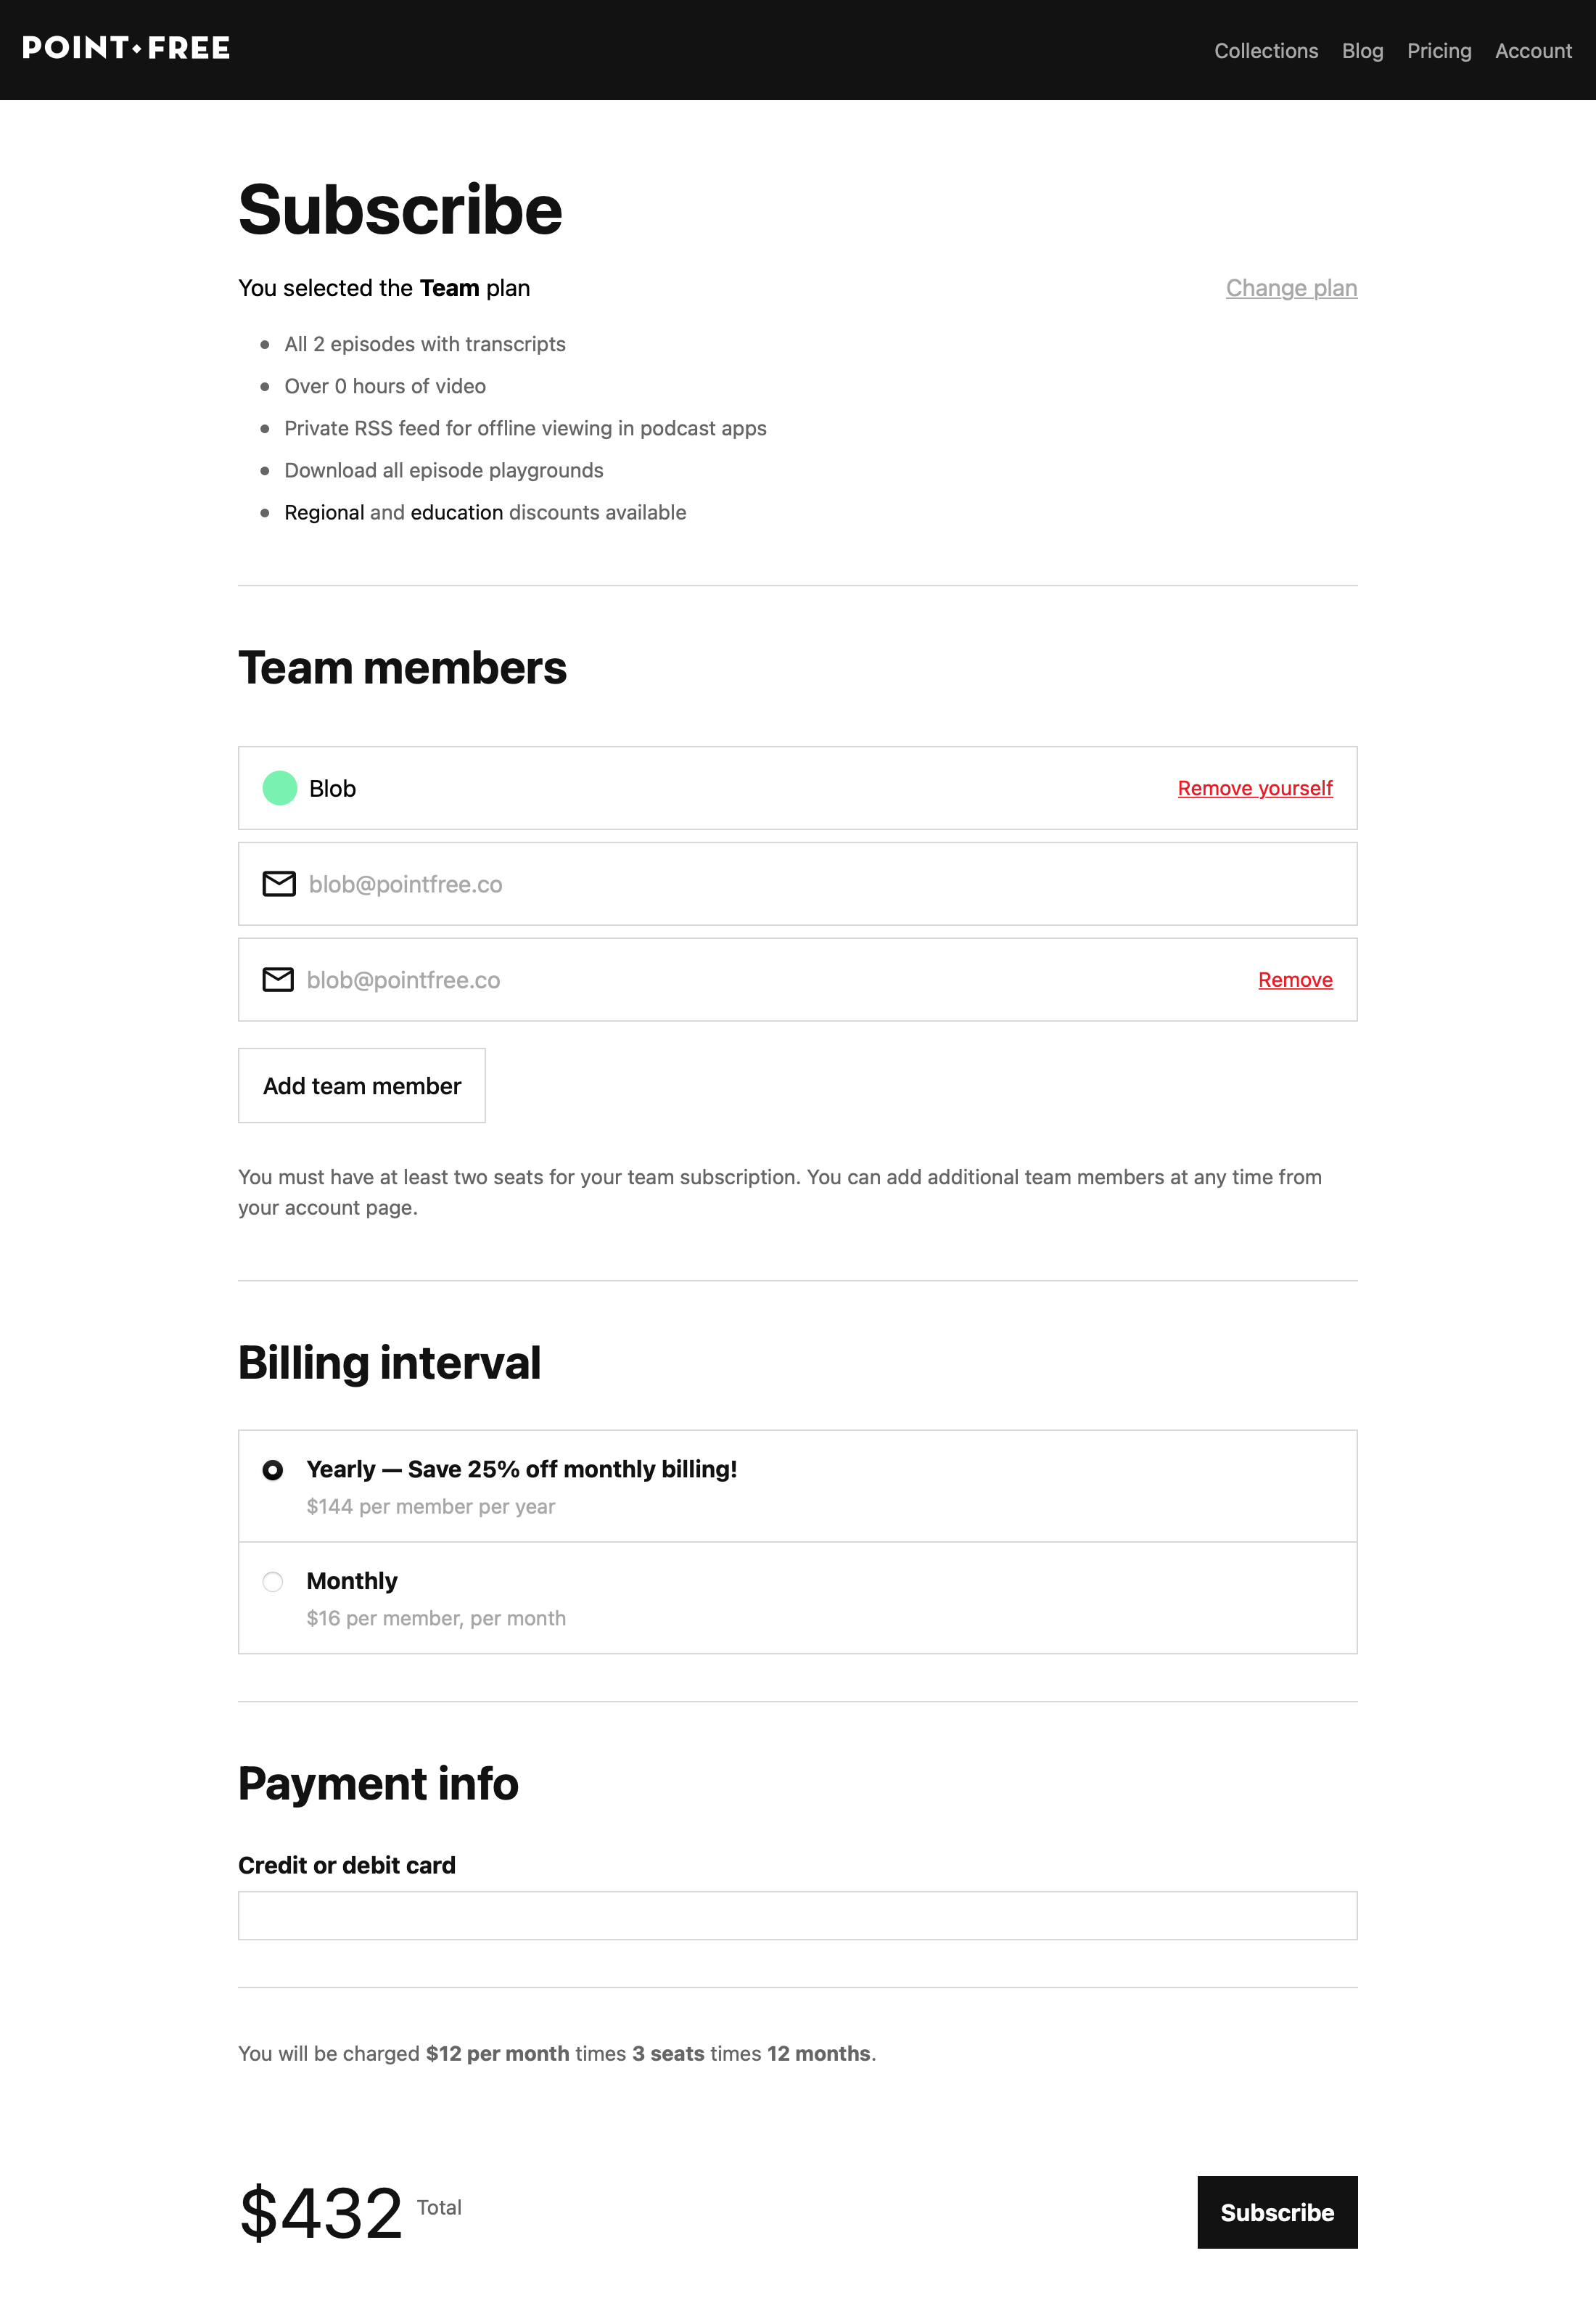 POINT◆FREE
Collections Blog Pricing Account
Subscribe
You selected the Team plan
Change plan
All 2 episodes with transcripts
Over 0 hours of video
Private RSS feed for offline viewing in podcast apps
Download all episode playgrounds
Regional and education discounts available
Team members
Blob
Remove yourself
blob@pointfree.co
blob@pointfree.co
Remove
Add team member
You must have at least two seats for your team subscription. You can add additional team members at any time from
your account page.
Billing interval
Yearly — Save 25% off monthly billing!
$144 per member per year
Monthly
$16 per member, per month
Payment info
Credit or debit card
You will be charged $12 per month times 3 seats times 12 months.
$432 Total
Subscribe